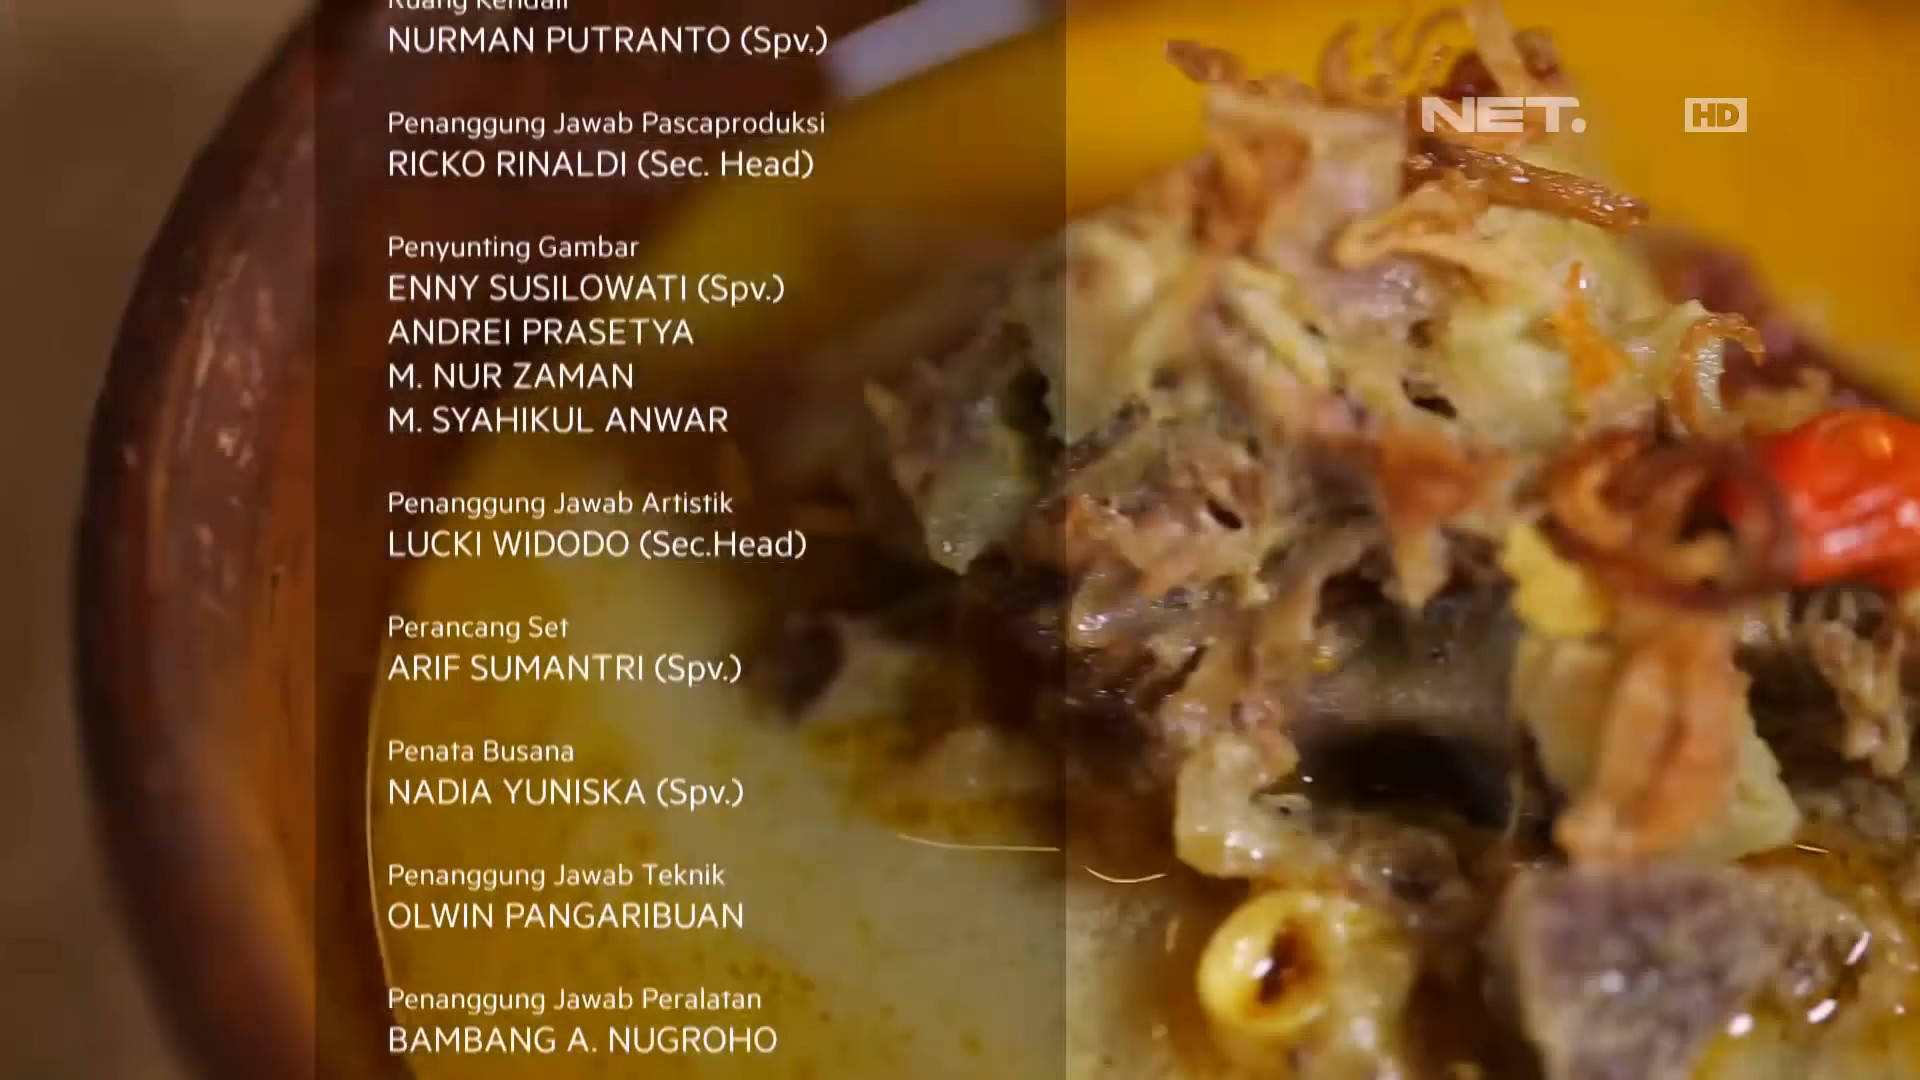 Ruang Kendali
NURMAN PUTRANTO (Spv.)
Penanggung Jawab Pascaproduksi
RICKO RINALDI (Sec. Head)
Penyunting Gambar
ENNY SUSILOWATI (Spv.)
ANDREI PRASETYA
M. NUR ZAMAN
M. SYAHIKUL ANWAR
Penanggung Jawab Artistik
LUCKI WIDODO (Sec.Head)
Perancang Set
ARIF SUMANTRI (Spv.)
Penata Busana
NADIA YUNISKA (Spv.)
Penanggung Jawab Teknik
OLWIN PANGARIBUAN
Penanggung Jawab Peralatan
BAMBANG A. NUGROHO
NET.
HD